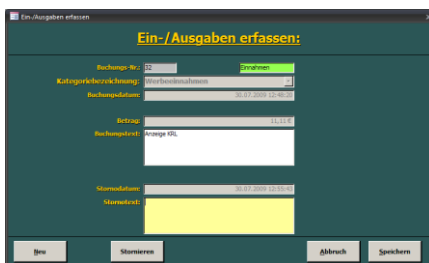 Ein-/Ausgaben erfassen
Ein-/Ausgaben erfassen:
Buchungs-Nr.: 32 Einnahmen
Kategoriebezeichnung: Werbeeinnahmen
Buchungsdatum: 30.07.2009 12:48:20
Betrag: 11,11 €
Buchungstext: Anzeige KRL
Stornodatum: 30.07.2009 12:55:43
Stornotext:
Neu Stornieren Abbruch Speichern